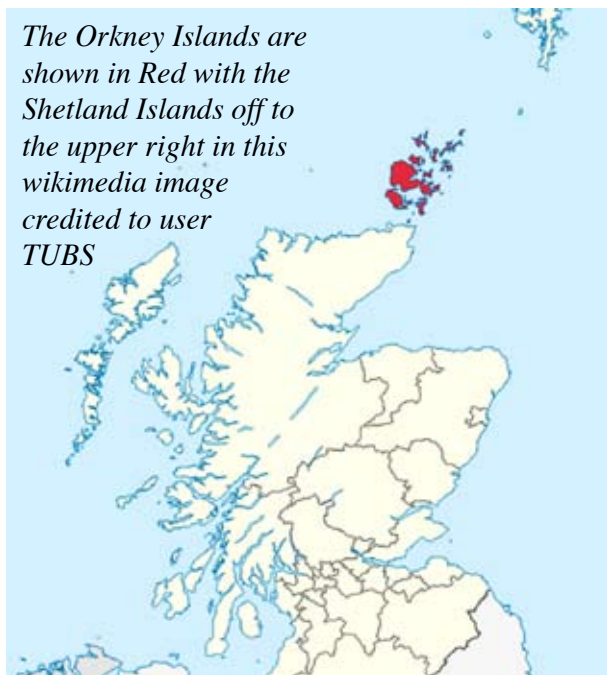 The Orkney Islands are
shown in Red with the
Shetland Islands off to
the upper right in this
wikimedia image
credited to user
TUBS